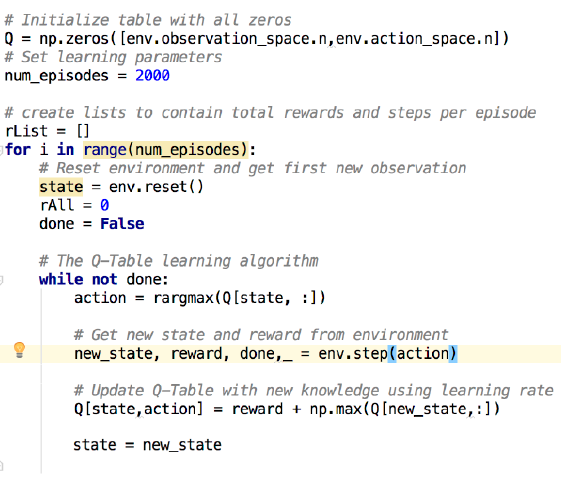 # Initialize table with all zeros
Q = np.zeros([env.observation_space.n,env.action_space.n])
# Set learning parameters
num_episodes = 2000
# create lists to contain total rewards and steps per episode
rList = []
for i in range(num_episodes):
# Reset environment and get first new observation
state = env.reset()
rAll = 0
done = False
# The Q-Table learning algorithm
while not done:
action = rargmax(Q[state, :])
# Get new state and reward from environment
new_state, reward, done,_ = env.step(action)
# Update Q-Table with new knowledge using learning rate
Q[state,action] = reward + np.max(Q[new_state,:])
state = new_state